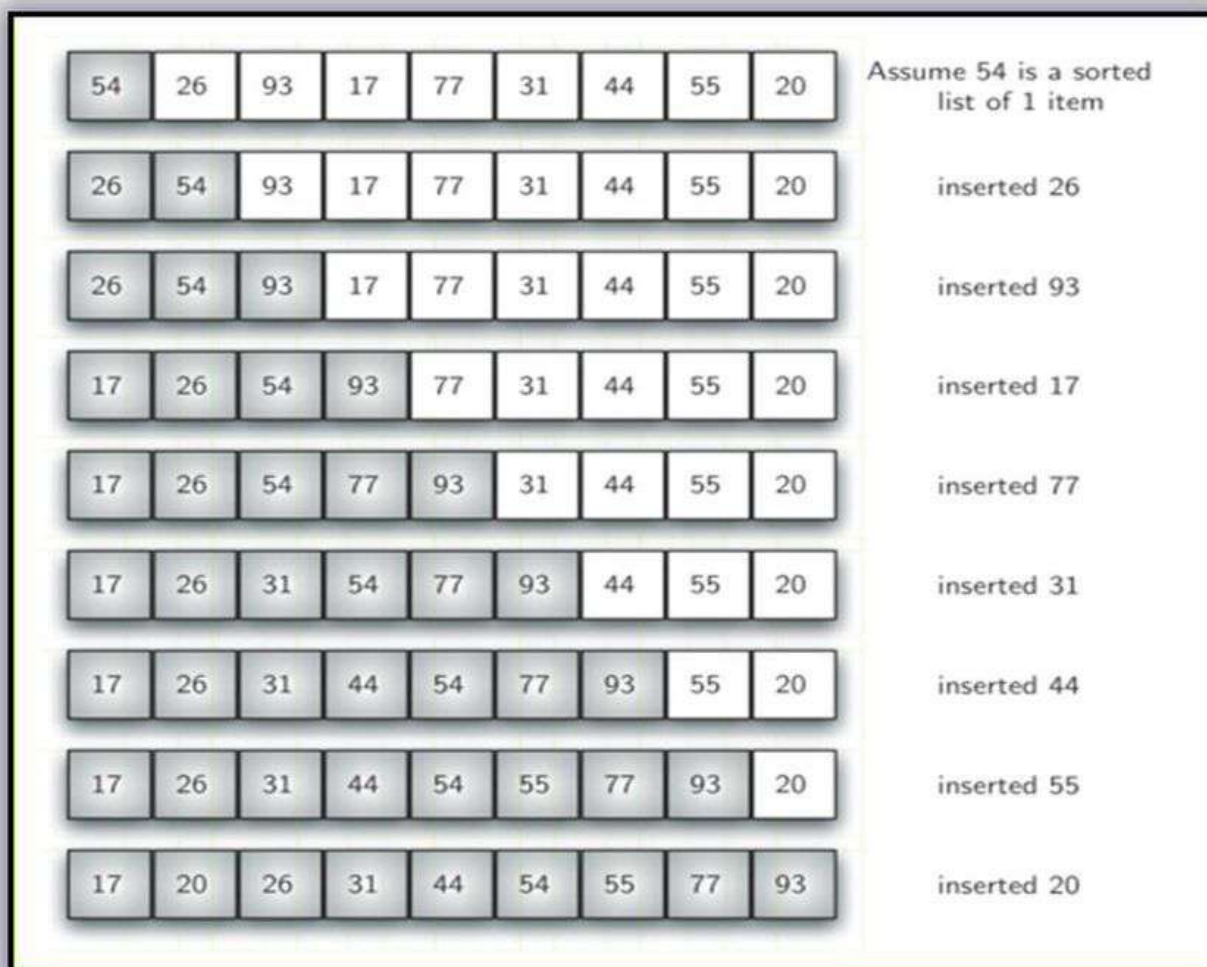 54 26 93 17 77 31 44 55 20 Assume 54 is a sorted
list of 1 item
26 54 93 17 77 31 44 55 20 inserted 26
26 54 93 17 77 31 44 55 20 inserted 93
17 26 54 93 77 31 44 55 20 inserted 17
17 26 54 77 93 31 44 55 20 inserted 77
17 26 31 54 77 93 44 55 20 inserted 31
17 26 31 44 54 77 93 55 20 inserted 44
17 26 31 44 54 55 77 93 20 inserted 55
17 20 26 31 44 54 55 77 93 inserted 20